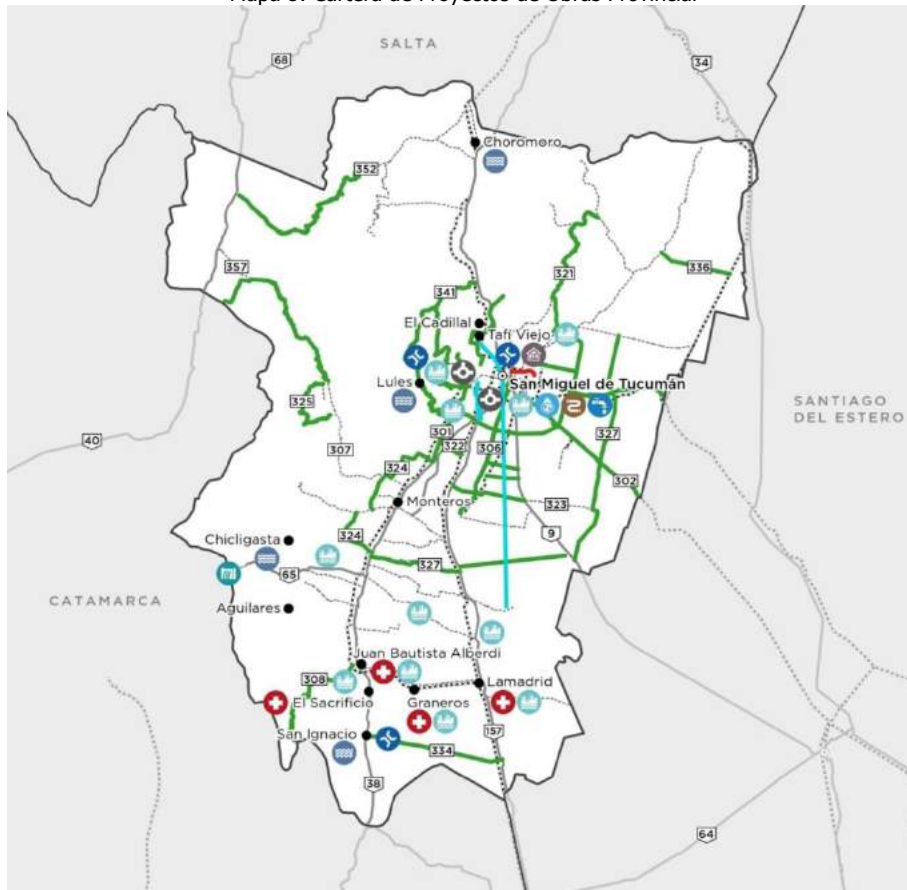 Mapa 6: Cartera de Proyectos de Obras Provincial
SALTA
68
34
Choromoro
352
357
321
336
341
El Cadillal
Tafí Viejo
Lules
San Miguel de Tucumán
SANTIAGO
DEL ESTERO
325
40
307
301
322
306
327
324
302
Monteros
323
9
324
Chicligasta
327
65
CATAMARCA
Aguilares
Juan Bautista Alberdi
308
Lamadrid
El Sacrificio
Graneros
San Ignacio
157
334
38
64